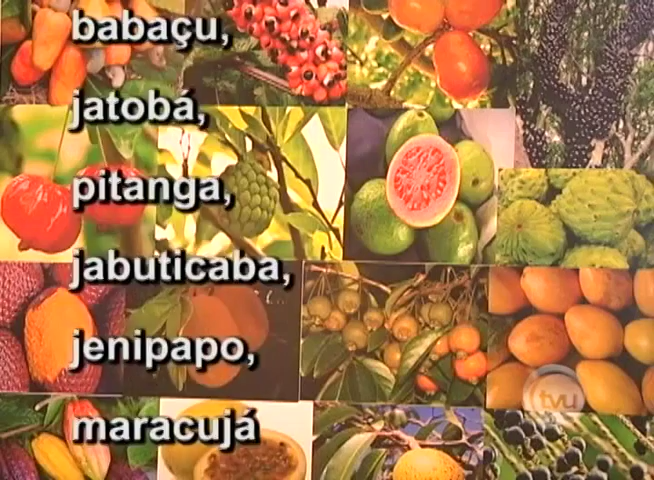 babaçu,
jatobá,
pitanga,
jabuticaba,
jenipapo,
maracujá
tvu